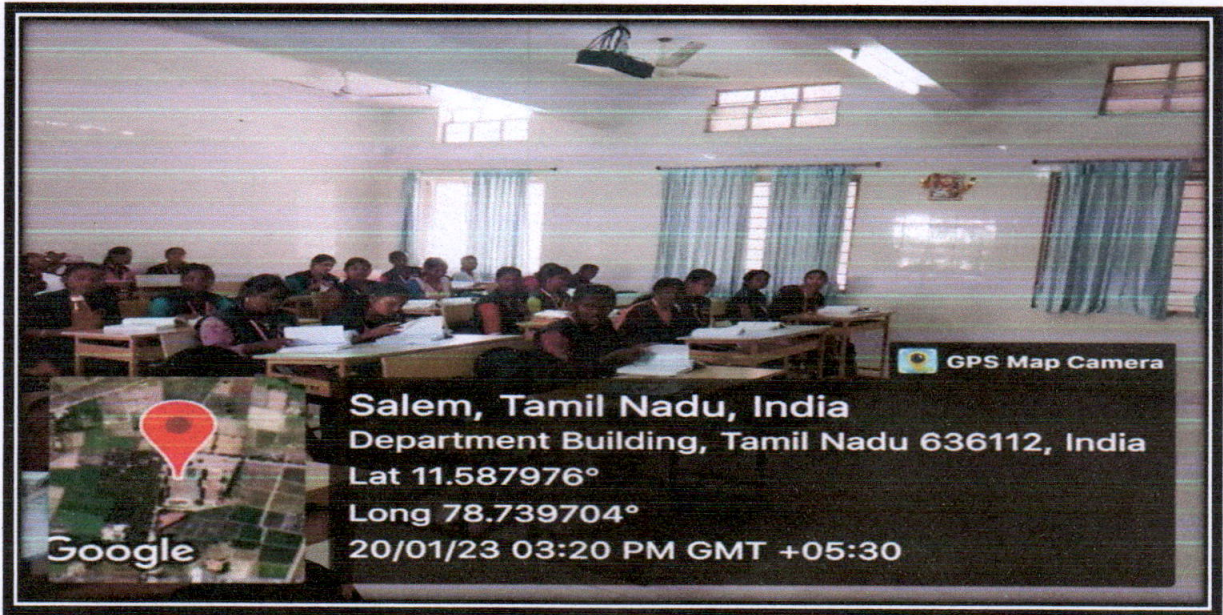 GPS Map Camera
Salem, Tamil Nadu, India
Department Building, Tamil Nadu 636112, India
Lat 11.587976°
Long 78.739704°
20/01/23 03:20 PM GMT +05:30
Google